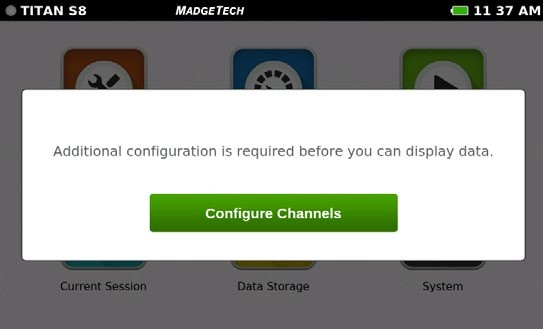 TITAN S8 MADGETECH 11 37 AM
Additional configuration is required before you can display data.
Configure Channels
Current Session Data Storage System